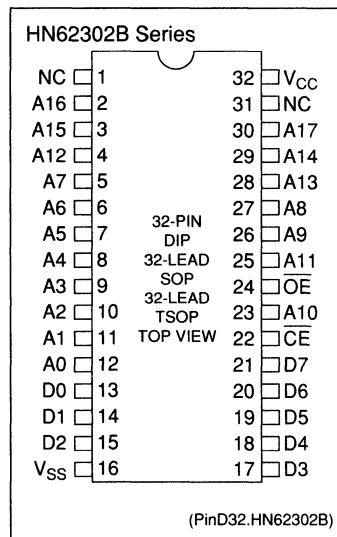 HN62302B Series
NC 1 32 VCC
A16 2 31 NC
A15 3 30 A17
A12 4 29 A14
A7 5 28 A13
A6 6 27 A8
A5 7 26 A9
A4 8 25 A11
A3 9 24 O̅E̅
A2 10 23 A10
A1 11 22 C̅E̅
A0 12 21 D7
D0 13 20 D6
D1 14 19 D5
D2 15 18 D4
VSS 16 17 D3
32-PIN
DIP
32-LEAD
SOP
32-LEAD
TSOP
TOP VIEW
(PinD32.HN62302B)